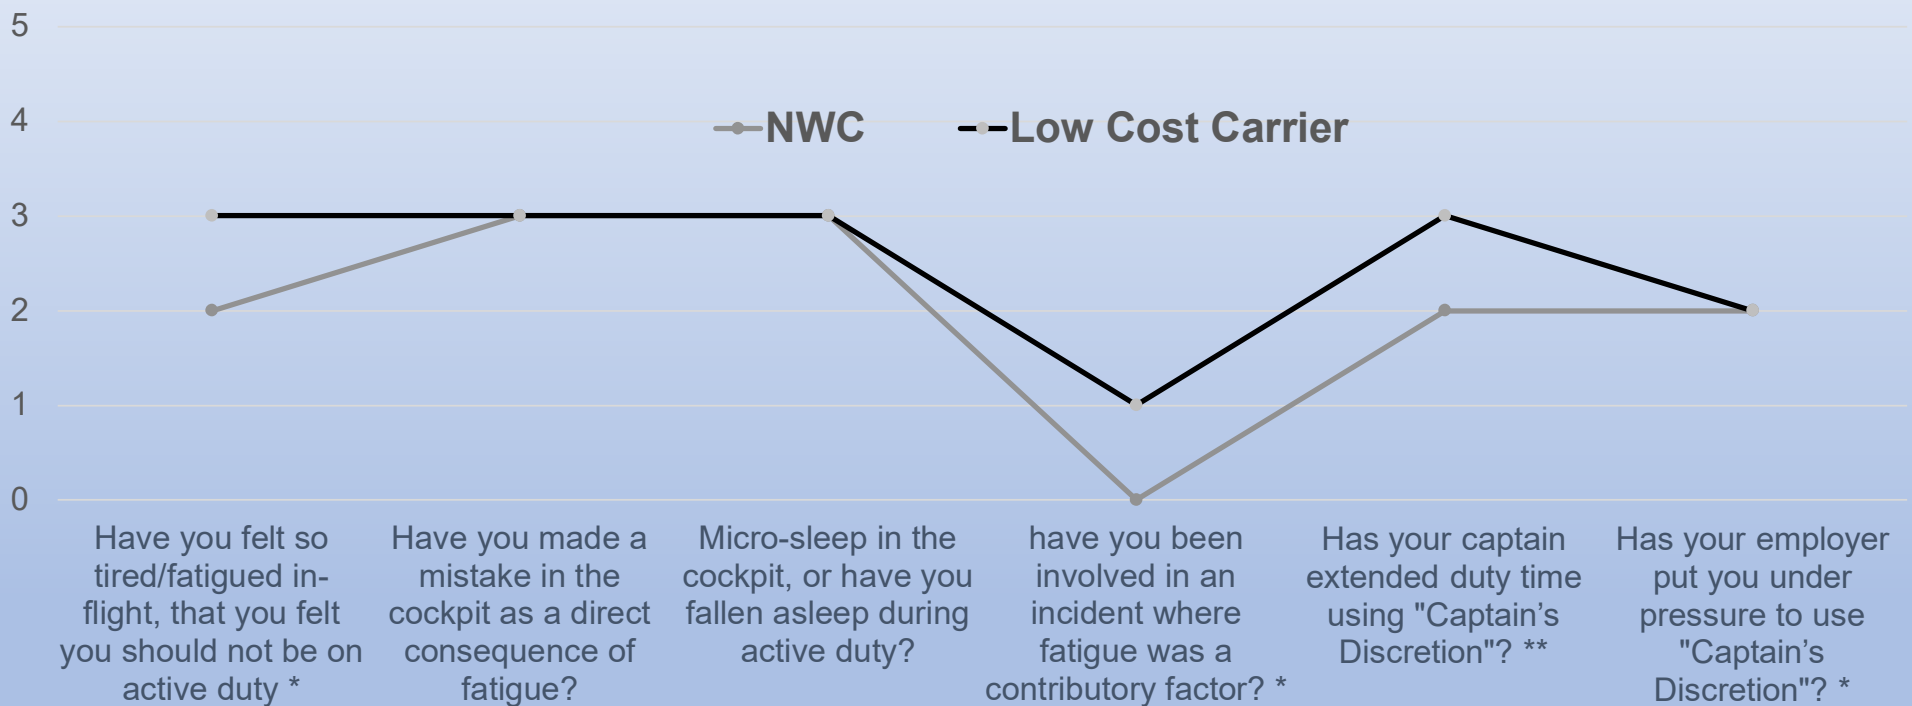 5
4
NWC
Low Cost Carrier
3
2
1
0
Have you felt so
tired/fatigued in-
flight, that you felt
you should not be on
active duty *
Have you made a
mistake in the
cockpit as a direct
consequence of
fatigue?
Micro-sleep in the
cockpit, or have you
fallen asleep during
active duty?
have you been
involved in an
incident where
fatigue was a
contributory factor? *
Has your captain
extended duty time
using "Captain’s
Discretion"? **
Has your employer
put you under
pressure to use
"Captain’s
Discretion"? *